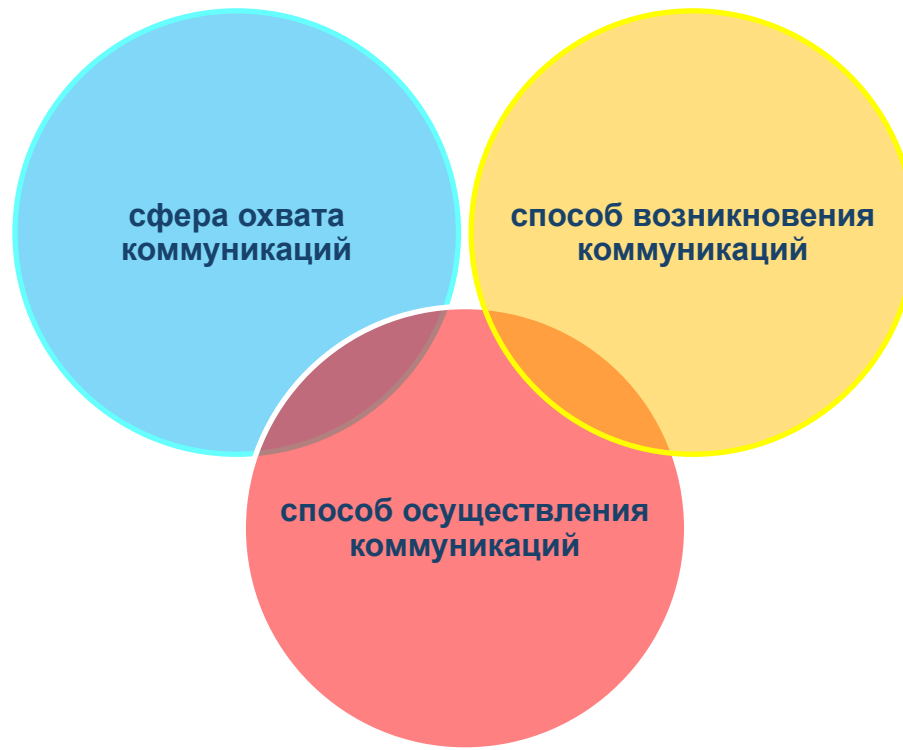 сфера охвата
коммуникаций
способ возникновения
коммуникаций
способ осуществления
коммуникаций